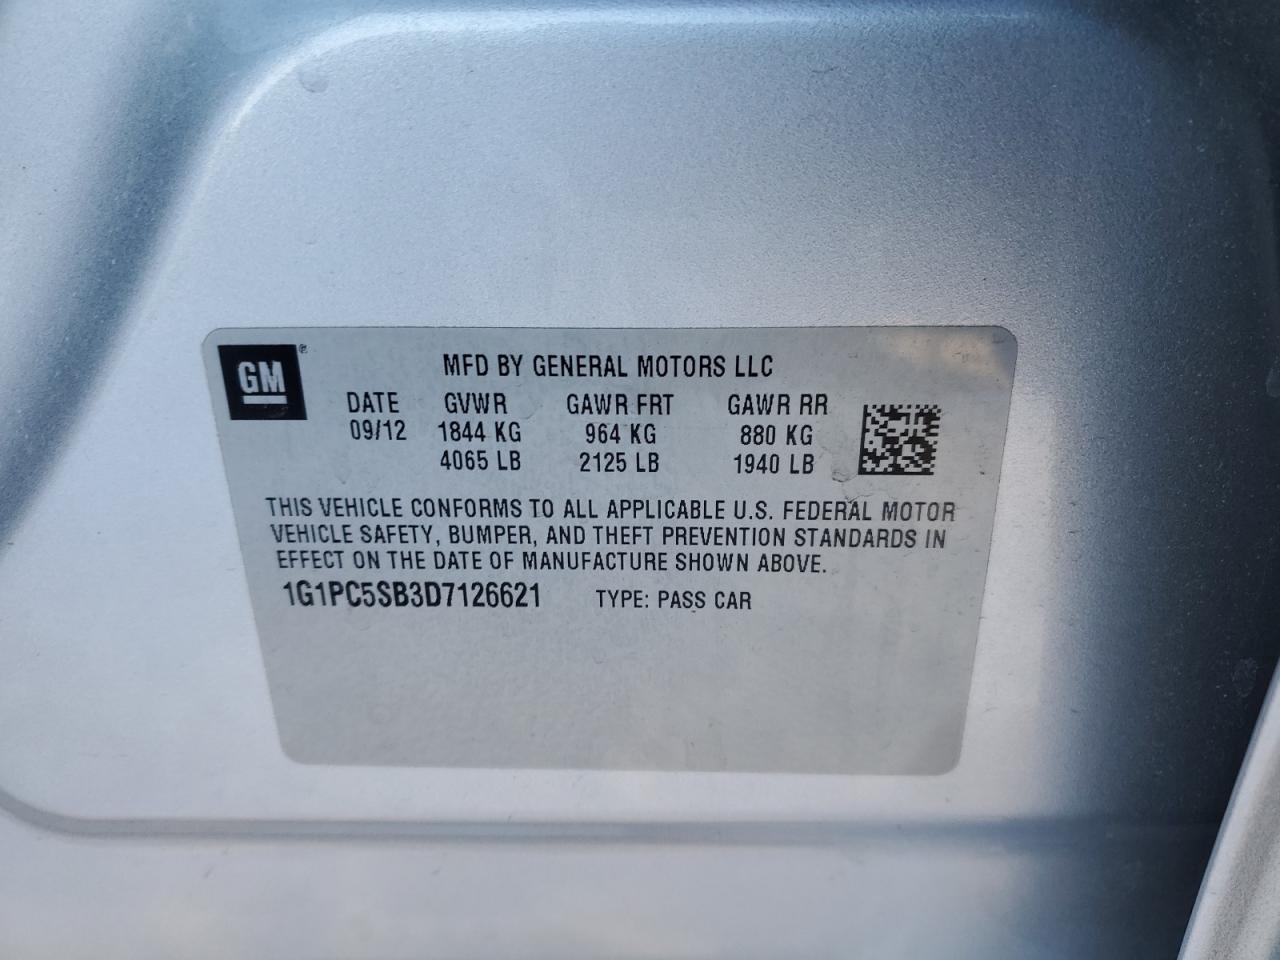 GM®
MFD BY GENERAL MOTORS LLC
DATE GVWR GAWR FRT GAWR RR
09/12 1844 KG 964 KG 880 KG
4065 LB 2125 LB 1940 LB
THIS VEHICLE CONFORMS TO ALL APPLICABLE U.S. FEDERAL MOTOR
VEHICLE SAFETY, BUMPER, AND THEFT PREVENTION STANDARDS IN
EFFECT ON THE DATE OF MANUFACTURE SHOWN ABOVE.
1G1PC5SB3D7126621 TYPE: PASS CAR